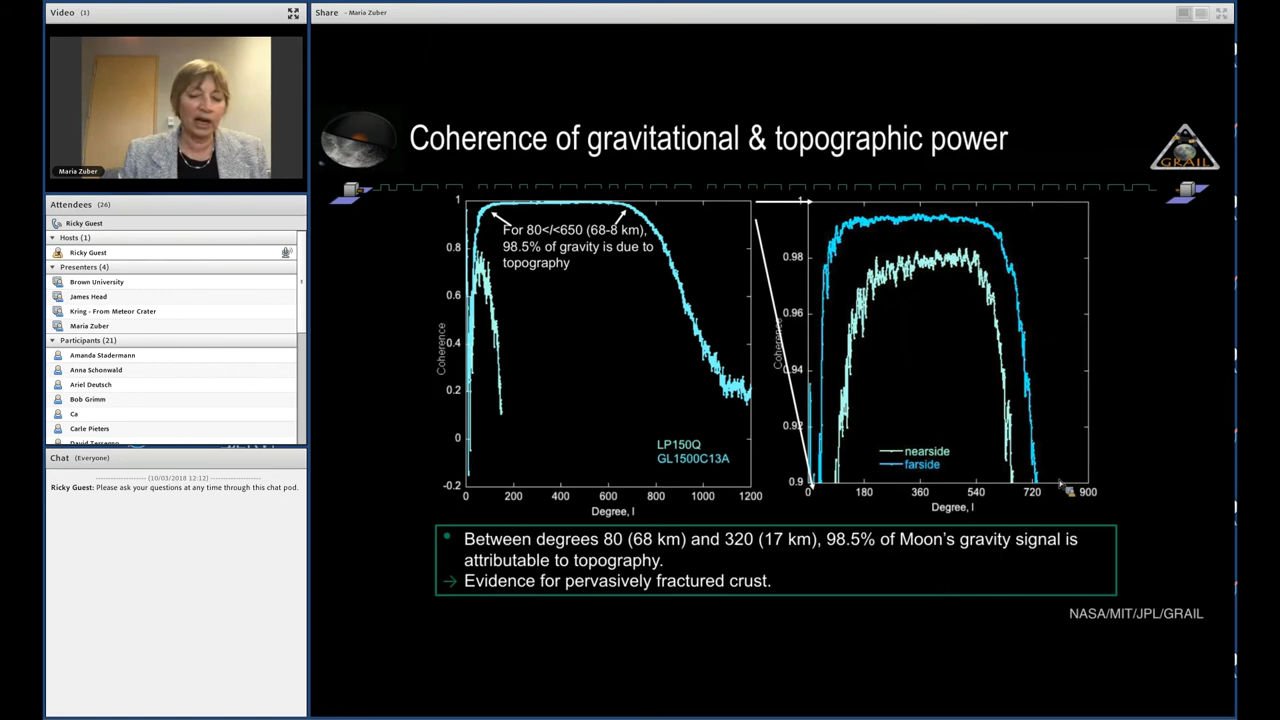 Video (1)
Maria Zuber
Attendees (26)
Ricky Guest
Hosts (1)
Ricky Guest
Presenters (4)
Brown University
James Head
Kring - From Meteor Crater
Maria Zuber
Participants (21)
Amanda Stadermann
Anna Schonwald
Ariel Deutsch
Bob Grimm
Ca
Carle Pieters
Chat (Everyone)
(10/03/2018 12:12)
Ricky Guest: Please ask your questions at any time through this chat pod.
Share - Maria Zuber
Coherence of gravitational & topographic power
GRAIL
1
0.8
0.6
0.4
0.2
0
-0.2
Coherence
For 80<l<650 (68-8 km),
98.5% of gravity is due to
topography
LP150Q
GL1500C13A
0 200 400 600 800 1000 1200
Degree, l
1
0.98
0.96
0.94
0.92
0.9
Coherence
nearside
farside
0 180 360 540 720 900
Degree, l
• Between degrees 80 (68 km) and 320 (17 km), 98.5% of Moon's gravity signal is
attributable to topography.
→ Evidence for pervasively fractured crust.
NASA/MIT/JPL/GRAIL